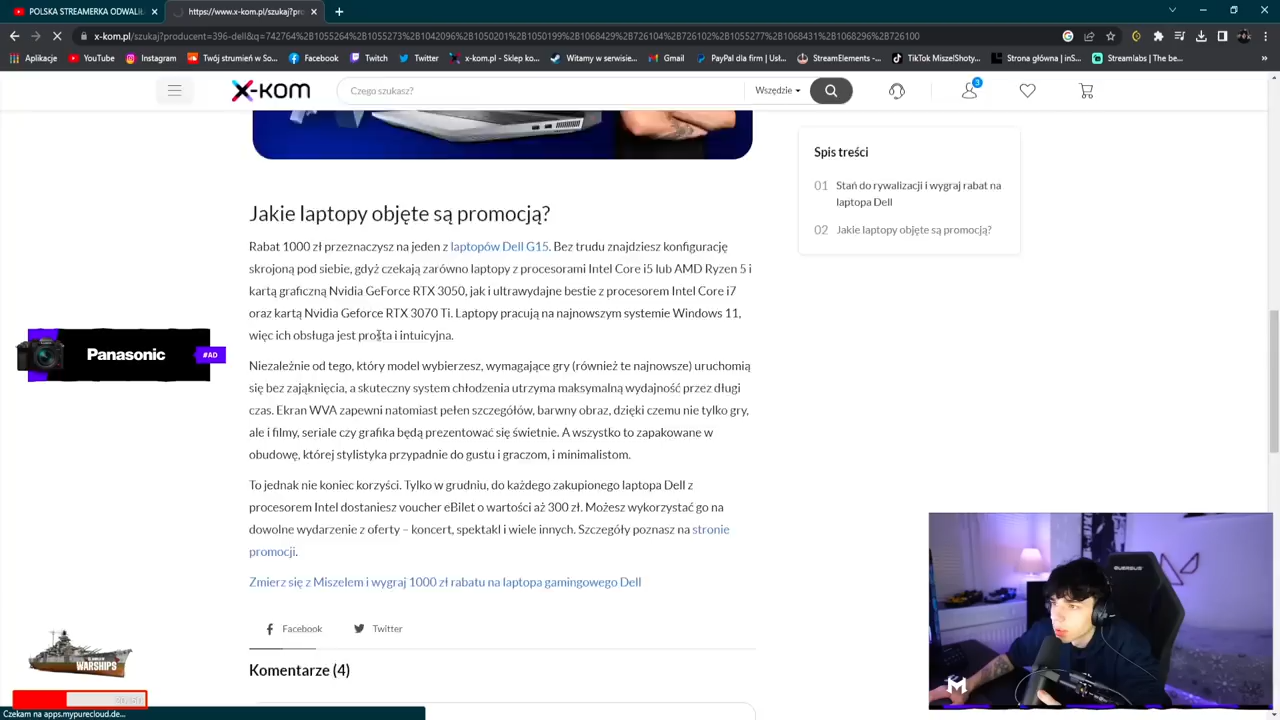 POLSKA STREAMERKA ODWALI
https://www.x-kom.pl/szukaj?pro
x-kom.pl/szukaj?producent=396-dell&q=742764%2B1055264%2B1055273%2B1042096%2B1050201%2B1050199%2B1068429%2B726104%2B726102%2B1055277%2B1068431%2B1068296%2B726100
Aplikacje YouTube Instagram Twój strumień w So... Facebook Twitch Twitter x-kom.pl - Sklep ko... Witamy w serwisie... Gmail PayPal dla firm | Usł... StreamElements -... TikTok MiszelShoty... Strona główna | inS... Streamlabs | The be...
x-kom
Czego szukasz?
Wszędzie
3
Jakie laptopy objęte są promocją?
Rabat 1000 zł przeznaczysz na jeden z laptopów Dell G15. Bez trudu znajdziesz konfigurację
skrojoną pod siebie, gdyż czekają zarówno laptopy z procesorami Intel Core i5 lub AMD Ryzen 5 i
kartą graficzną Nvidia GeForce RTX 3050, jak i ultrawydajne bestie z procesorem Intel Core i7
oraz kartą Nvidia Geforce RTX 3070 Ti. Laptopy pracują na najnowszym systemie Windows 11,
więc ich obsługa jest prosta i intuicyjna.
Niezależnie od tego, który model wybierzesz, wymagające gry (również te najnowsze) uruchomią
się bez zająknięcia, a skuteczny system chłodzenia utrzyma maksymalną wydajność przez długi
czas. Ekran WVA zapewni natomiast pełen szczegółów, barwny obraz, dzięki czemu nie tylko gry,
ale i filmy, seriale czy grafika będą prezentować się świetnie. A wszystko to zapakowane w
obudowę, której stylistyka przypadnie do gustu i graczom, i minimalistom.
To jednak nie koniec korzyści. Tylko w grudniu, do każdego zakupionego laptopa Dell z
procesorem Intel dostaniesz voucher eBilet o wartości aż 300 zł. Możesz wykorzystać go na
dowolne wydarzenie z oferty – koncert, spektakl i wiele innych. Szczegóły poznasz na stronie
promocji.
Zmierz się z Miszelem i wygraj 1000 zł rabatu na laptopa gamingowego Dell
Facebook Twitter
Komentarze (4)
Spis treści
01 Stań do rywalizacji i wygraj rabat na
laptopa Dell
02 Jakie laptopy objęte są promocją?
Panasonic
#AD
WARSHIPS
Czekam na apps.mypurecloud.de...